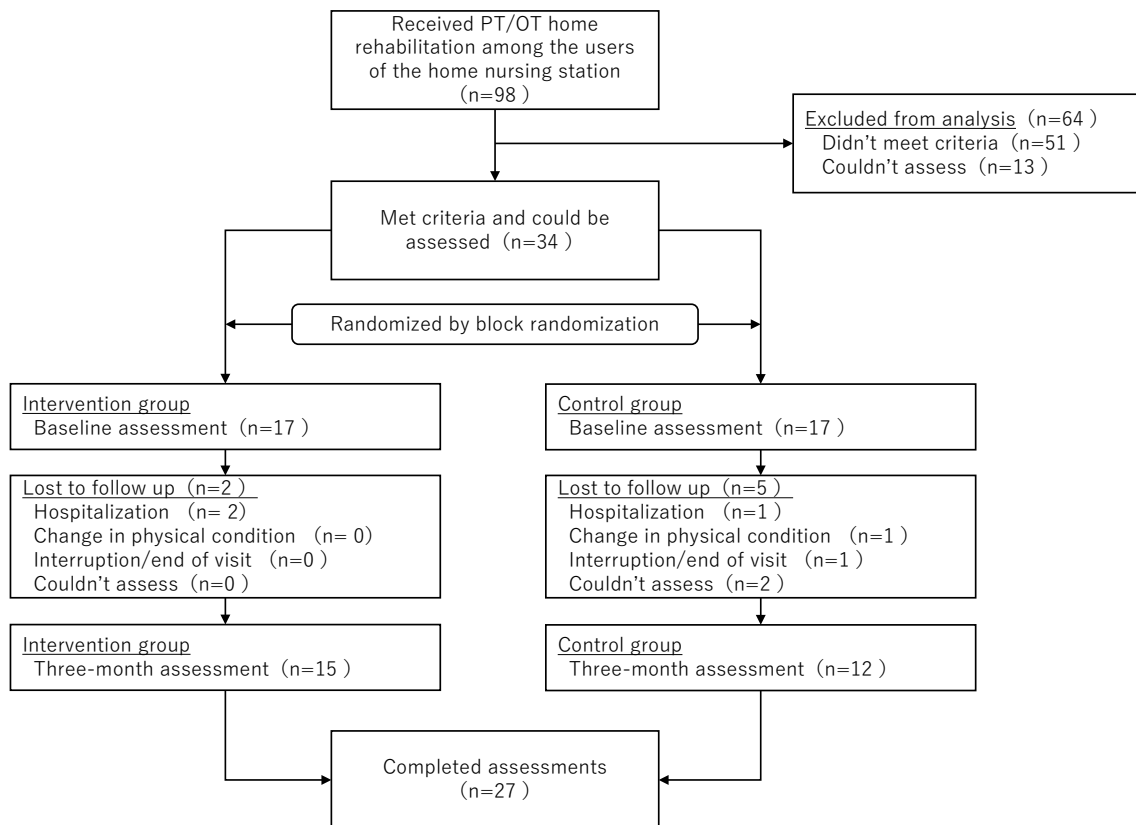 Received PT/OT home
rehabilitation among the users
of the home nursing station
（n=98 ）
Excluded from analysis（n=64 ）
Didn't meet criteria（n=51 ）
Couldn't assess（n=13 ）
Met criteria and could be
assessed（n=34 ）
Randomized by block randomization
Intervention group
Baseline assessment（n=17 ）
Control group
Baseline assessment（n=17 ）
Lost to follow up（n=2 ）
Hospitalization （n= 2）
Change in physical condition （n= 0）
Interruption/end of visit （n=0 ）
Couldn't assess（n=0 ）
Lost to follow up（n=5 ）
Hospitalization （n=1 ）
Change in physical condition（n=1 ）
Interruption/end of visit（n=1 ）
Couldn't assess（n=2 ）
Intervention group
Three-month assessment（n=15 ）
Control group
Three-month assessment（n=12 ）
Completed assessments
（n=27 ）